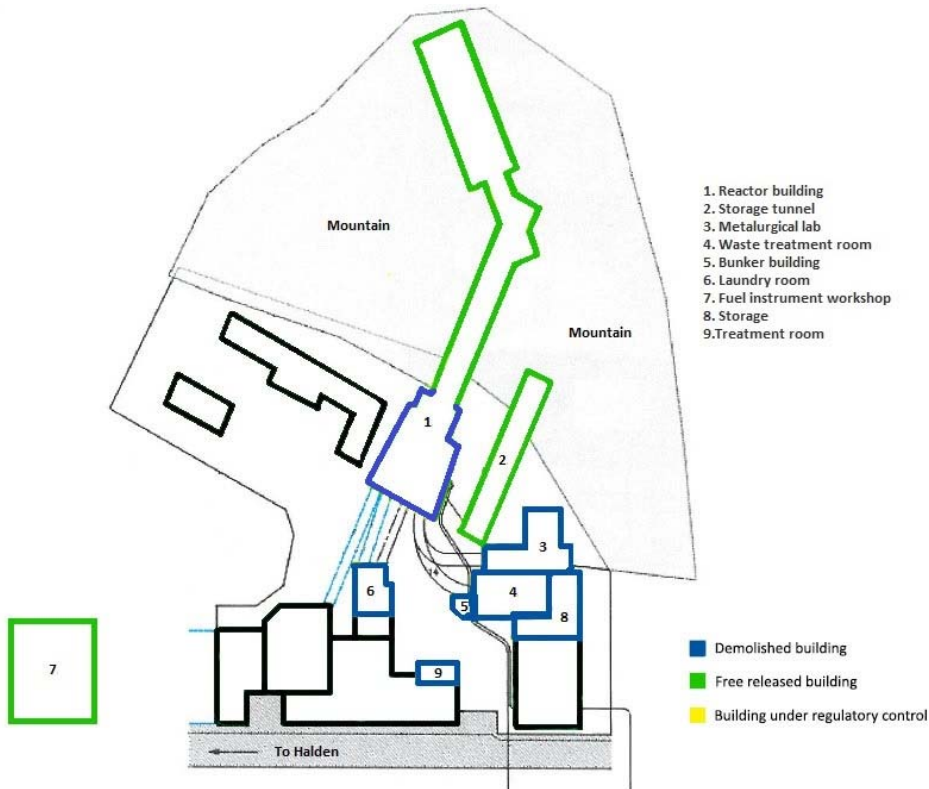 Mountain
Mountain
1. Reactor building
2. Storage tunnel
3. Metalurgical lab
4. Waste treatment room
5. Bunker building
6. Laundry room
7. Fuel instrument workshop
8. Storage
9.Treatment room
1
2
3
4
5
6
7
8
9
14
Demolished building
Free released building
Building under regulatory control
To Halden